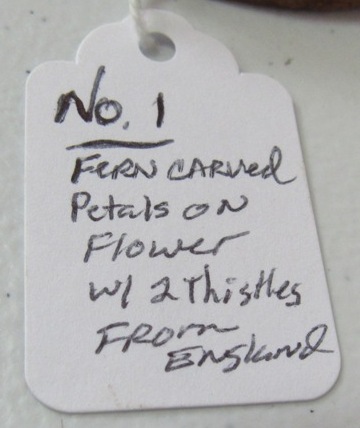 No. 1
FERN CARVED
Petals ON
Flower
W/ 2 Thistles
FROM
ENGLAND